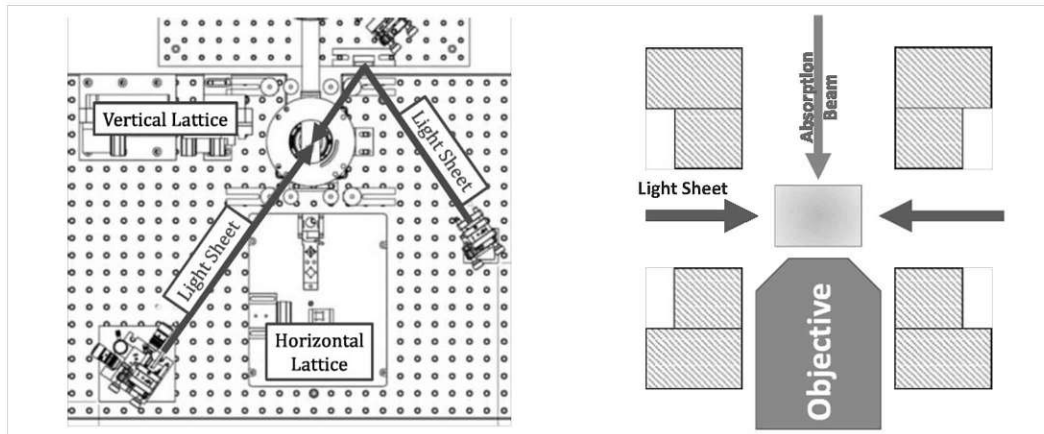 Vertical Lattice
Light Sheet
Light Sheet
Horizontal
Lattice
Absorption
Beam
Light Sheet
Objective